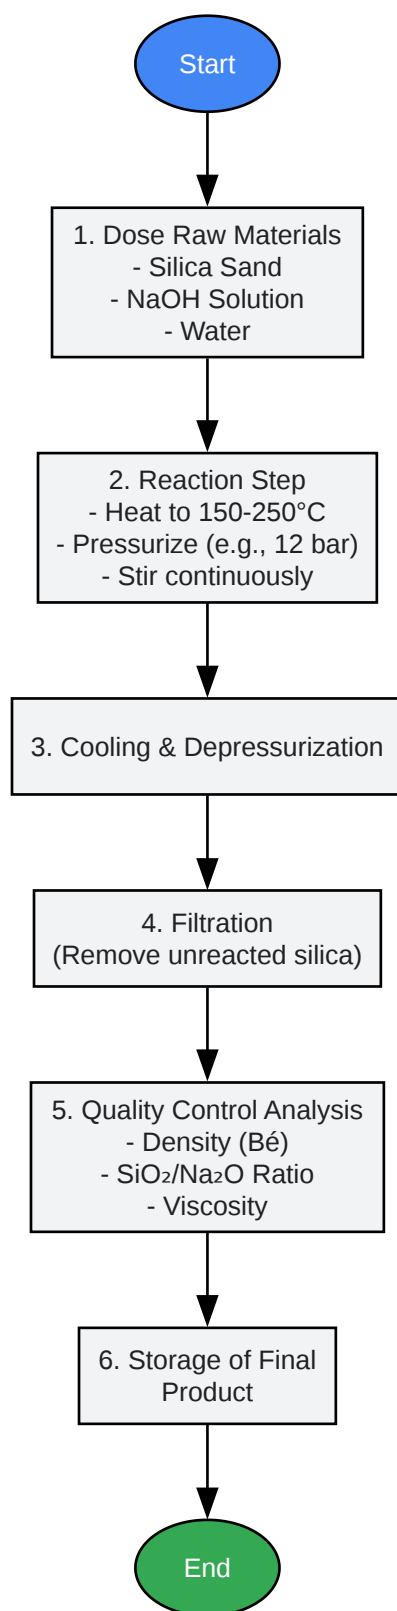 Start
1. Dose Raw Materials
- Silica Sand
- NaOH Solution
- Water
2. Reaction Step
- Heat to 150-250°C
- Pressurize (e.g., 12 bar)
- Stir continuously
3. Cooling & Depressurization
4. Filtration
(Remove unreacted silica)
5. Quality Control Analysis
- Density (Bé)
- SiO₂/Na₂O Ratio
- Viscosity
6. Storage of Final
Product
End